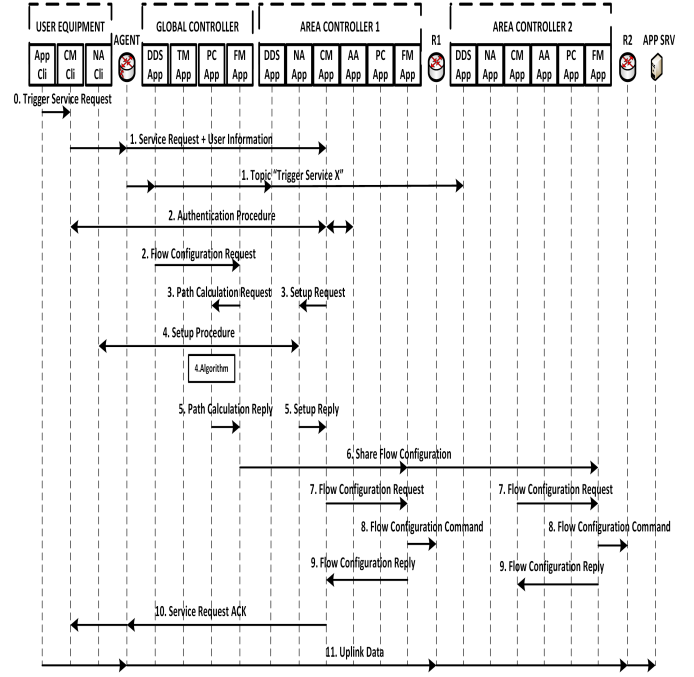 USER EQUIPMENT
AGENT
GLOBAL CONTROLLER
AREA CONTROLLER 1
R1
AREA CONTROLLER 2
R2
APP SRV
App Cli
CM Cli
NA Cli
DDS App
TM App
PC App
FM App
DDS App
NA App
CM App
AA App
PC App
FM App
DDS App
NA App
CM App
AA App
PC App
FM App
0. Trigger Service Request
1. Service Request + User Information
1. Topic "Trigger Service X"
2. Authentication Procedure
2. Flow Configuration Request
3. Path Calculation Request
3. Setup Request
4. Setup Procedure
4.Algorithm
5. Path Calculation Reply
5. Setup Reply
6. Share Flow Configuration
7. Flow Configuration Request
7. Flow Configuration Request
8. Flow Configuration Command
8. Flow Configuration Command
9. Flow Configuration Reply
9. Flow Configuration Reply
10. Service Request ACK
11. Uplink Data